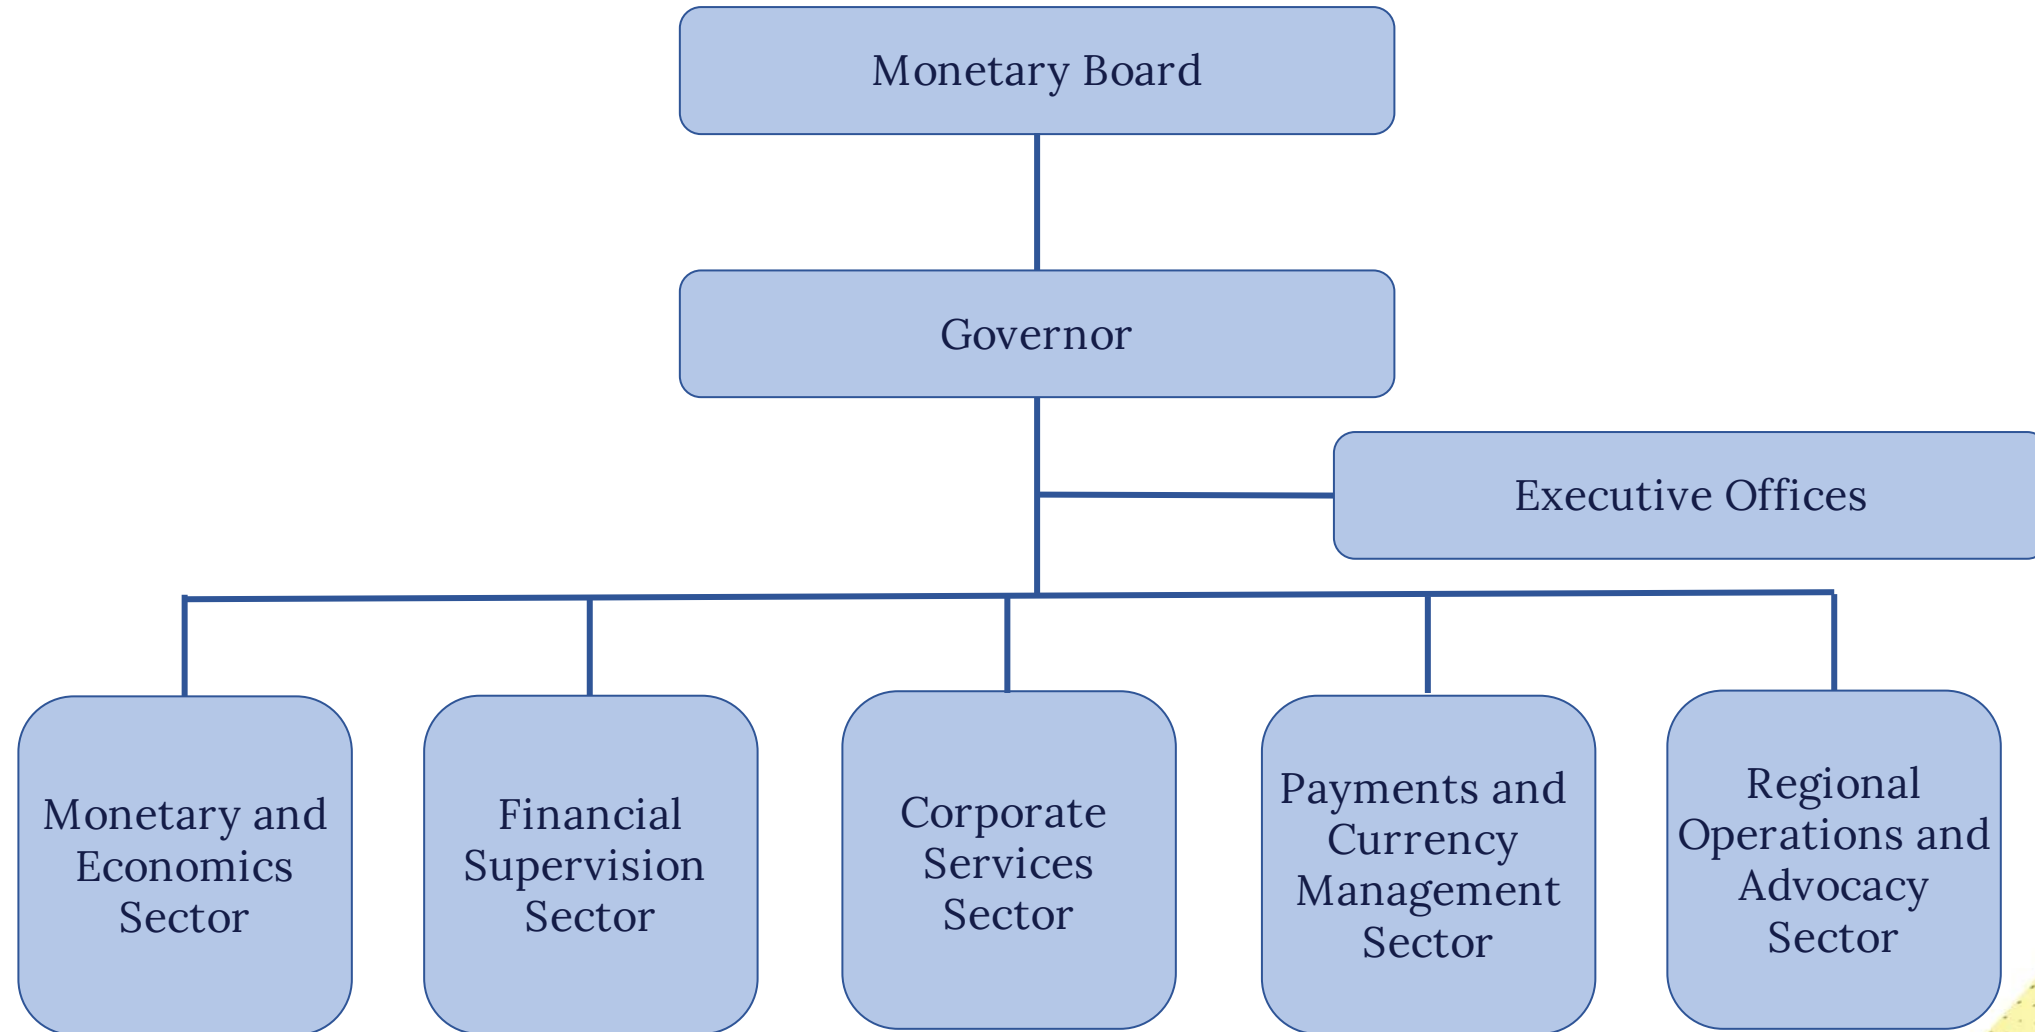 Monetary Board
Governor
Executive Offices
Monetary and
Economics
Sector
Financial
Supervision
Sector
Corporate
Services
Sector
Payments and
Currency
Management
Sector
Regional
Operations and
Advocacy
Sector